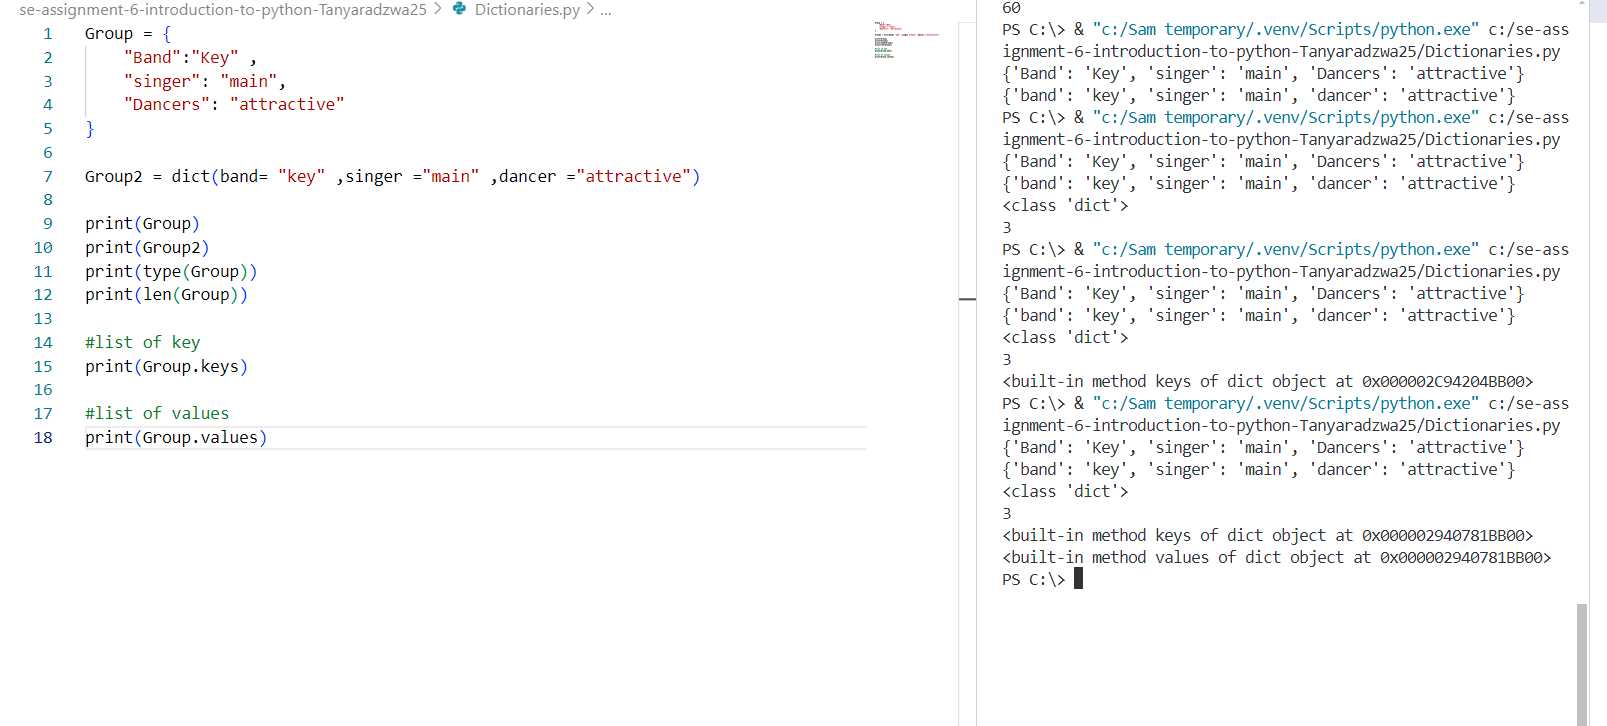 se-assignment-6-introduction-to-python-Tanyaradzwa25 > Dictionaries.py > ...
1 Group = {
2 "Band":"Key" ,
3 "singer": "main",
4 "Dancers": "attractive"
5 }
6
7 Group2 = dict(band= "key" ,singer ="main" ,dancer ="attractive")
8
9 print(Group)
10 print(Group2)
11 print(type(Group))
12 print(len(Group))
13
14 #list of key
15 print(Group.keys)
16
17 #list of values
18 print(Group.values)
60
PS C:\> & "c:/Sam temporary/.venv/Scripts/python.exe" c:/se-ass
ignment-6-introduction-to-python-Tanyaradzwa25/Dictionaries.py
{'Band': 'Key', 'singer': 'main', 'Dancers': 'attractive'}
{'band': 'key', 'singer': 'main', 'dancer': 'attractive'}
PS C:\> & "c:/Sam temporary/.venv/Scripts/python.exe" c:/se-ass
ignment-6-introduction-to-python-Tanyaradzwa25/Dictionaries.py
{'Band': 'Key', 'singer': 'main', 'Dancers': 'attractive'}
{'band': 'key', 'singer': 'main', 'dancer': 'attractive'}
<class 'dict'>
3
PS C:\> & "c:/Sam temporary/.venv/Scripts/python.exe" c:/se-ass
ignment-6-introduction-to-python-Tanyaradzwa25/Dictionaries.py
{'Band': 'Key', 'singer': 'main', 'Dancers': 'attractive'}
{'band': 'key', 'singer': 'main', 'dancer': 'attractive'}
<class 'dict'>
3
<built-in method keys of dict object at 0x000002C94204BB00>
PS C:\> & "c:/Sam temporary/.venv/Scripts/python.exe" c:/se-ass
ignment-6-introduction-to-python-Tanyaradzwa25/Dictionaries.py
{'Band': 'Key', 'singer': 'main', 'Dancers': 'attractive'}
{'band': 'key', 'singer': 'main', 'dancer': 'attractive'}
<class 'dict'>
3
<built-in method keys of dict object at 0x000002940781BB00>
<built-in method values of dict object at 0x000002940781BB00>
PS C:\>